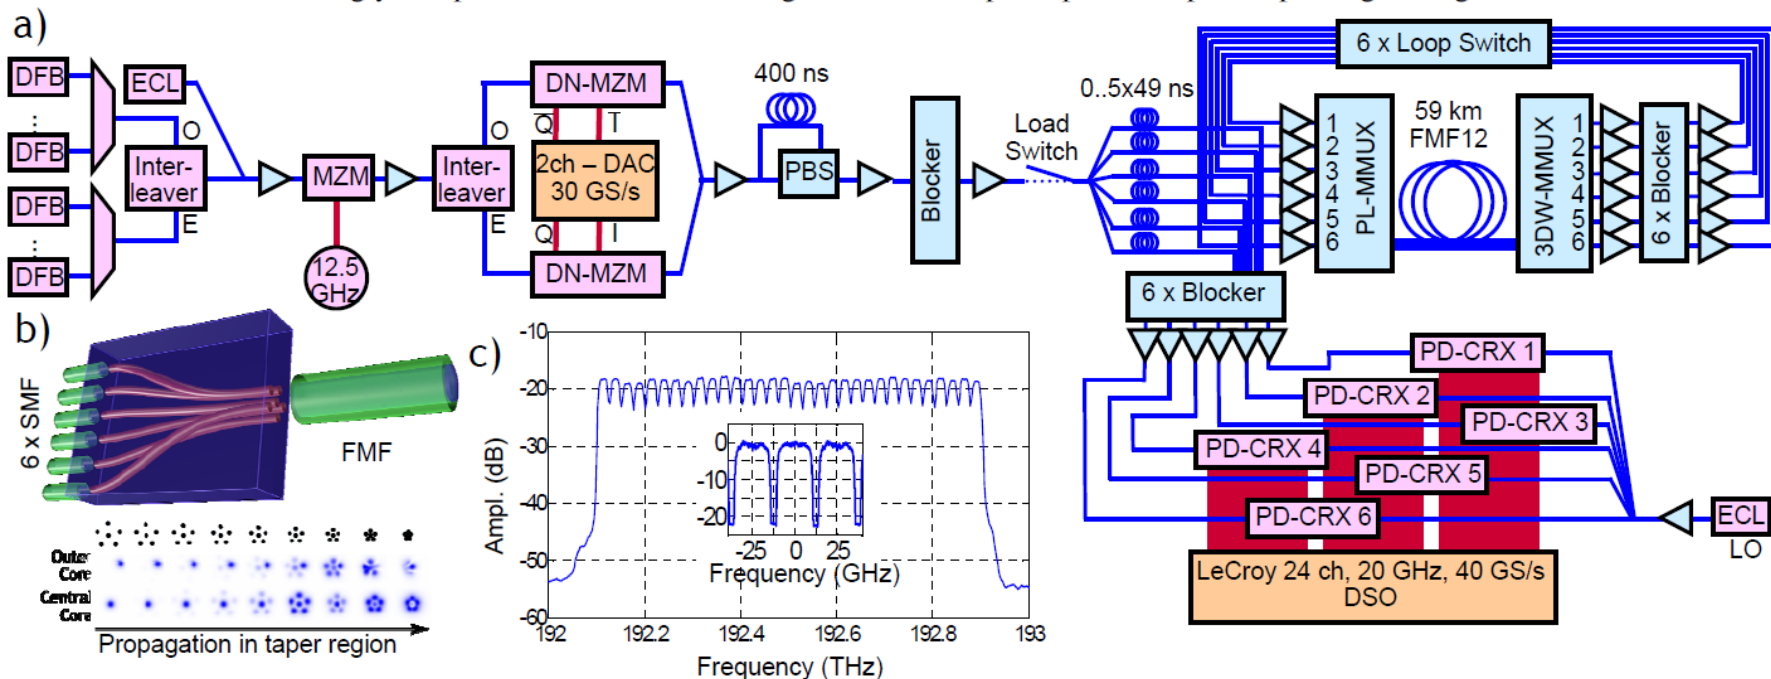 a)
DFB
...
DFB
DFB
...
DFB
ECL
O
Inter-
leaver
E
MZM
12.5
GHz
O
Inter-
leaver
E
DN-MZM
Q̅ I̅
2ch – DAC
30 GS/s
Q I
DN-MZM
400 ns
PBS
Blocker
Load
Switch
0..5x49 ns
6 x Loop Switch
1
2
3
4
5
6
PL-MMUX
59 km
FMF12
3DW-MMUX
1
2
3
4
5
6
6 x Blocker
6 x Blocker
PD-CRX 1
PD-CRX 2
PD-CRX 3
PD-CRX 4
PD-CRX 5
PD-CRX 6
ECL
LO
LeCroy 24 ch, 20 GHz, 40 GS/s
DSO
b)
6 x SMF
FMF
Outer
Core
Central
Core
Propagation in taper region
c)
Ampl. (dB)
-10
-20
-30
-40
-50
-60
192 192.2 192.4 192.6 192.8 193
Frequency (THz)
0
-10
-20
-25 0 25
Frequency (GHz)